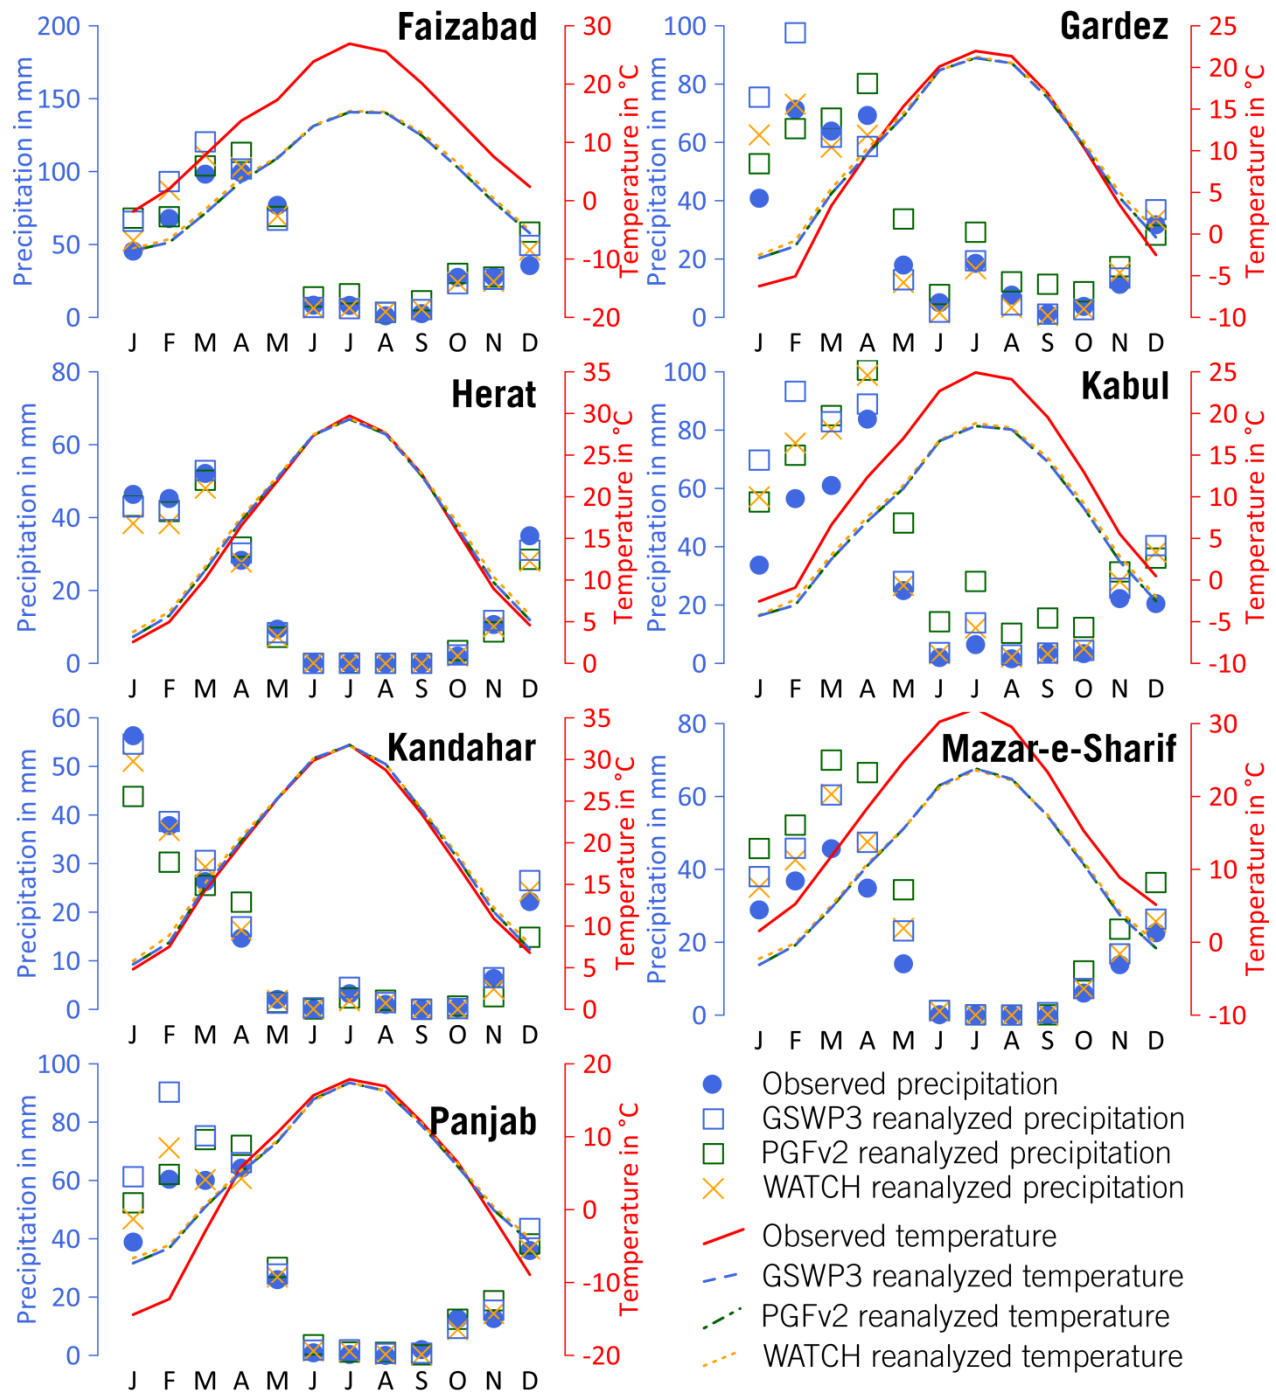 Faizabad
Precipitation in mm
200
150
100
50
0
30
20
10
0
-10
-20
Temperature in °C
J F M A M J J A S O N D
Gardez
Precipitation in mm
100
80
60
40
20
0
25
20
15
10
5
0
-5
-10
Temperature in °C
J F M A M J J A S O N D
Herat
Precipitation in mm
80
60
40
20
0
35
30
25
20
15
10
5
0
Temperature in °C
J F M A M J J A S O N D
Kabul
Precipitation in mm
100
80
60
40
20
0
25
20
15
10
5
0
-5
-10
Temperature in °C
J F M A M J J A S O N D
Kandahar
Precipitation in mm
60
50
40
30
20
10
0
35
30
25
20
15
10
5
0
Temperature in °C
J F M A M J J A S O N D
Mazar-e-Sharif
Precipitation in mm
80
60
40
20
0
30
20
10
0
-10
Temperature in °C
J F M A M J J A S O N D
Panjab
Precipitation in mm
100
80
60
40
20
0
20
10
0
-10
-20
Temperature in °C
J F M A M J J A S O N D
Observed precipitation
GSWP3 reanalyzed precipitation
PGFv2 reanalyzed precipitation
WATCH reanalyzed precipitation
Observed temperature
GSWP3 reanalyzed temperature
PGFv2 reanalyzed temperature
WATCH reanalyzed temperature